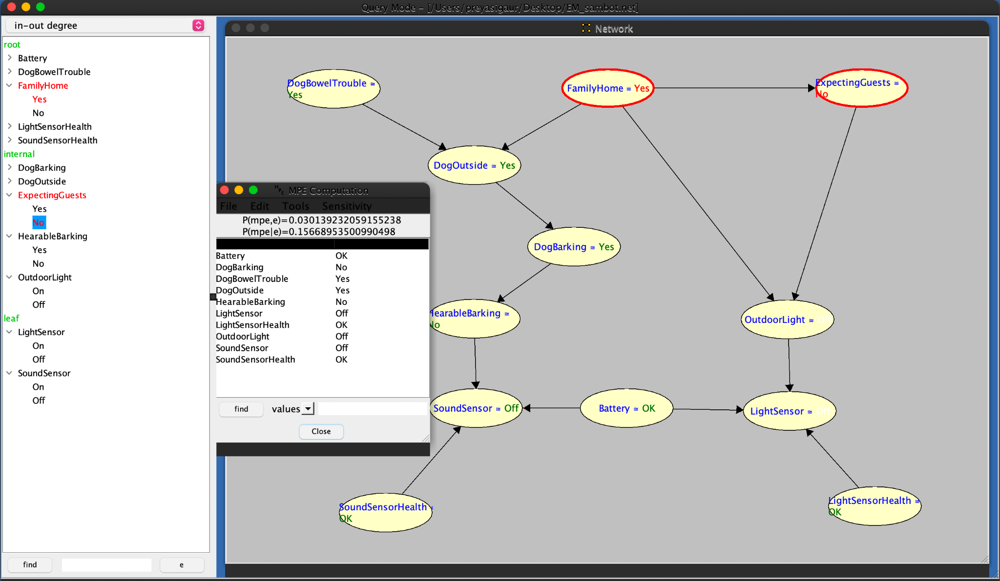 Query Mode - [/Users/preyasigaur/Desktop/EM_sambot.net]
in-out degree
root
Battery
DogBowelTrouble
FamilyHome
Yes
No
LightSensorHealth
SoundSensorHealth
internal
DogBarking
DogOutside
ExpectingGuests
Yes
No
HearableBarking
Yes
No
OutdoorLight
On
Off
leaf
LightSensor
On
Off
SoundSensor
On
Off
find
e
Network
DogBowelTrouble ≅
Yes
FamilyHome = Yes
ExpectingGuests =
No
DogOutside ≅ Yes
DogBarking ≅ Yes
HearableBarking ≅
No
OutdoorLight ≅ Off
SoundSensor ≅ Off
Battery ≅ OK
LightSensor ≅ Off
SoundSensorHealth ≅
OK
LightSensorHealth ≅
OK
MPE MPE Computation
File Edit Tools Sensitivity
P(mpe,e)=0.030139232059155238
P(mpe|e)=0.15668953500990498
Battery OK
DogBarking No
DogBowelTrouble Yes
DogOutside Yes
HearableBarking No
LightSensor Off
LightSensorHealth OK
OutdoorLight Off
SoundSensor Off
SoundSensorHealth OK
find values
Close